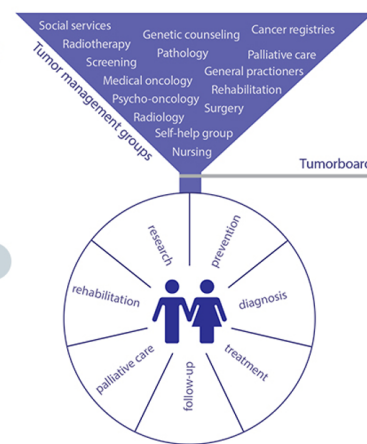 Social services
Genetic counseling
Cancer registries
Radiotherapy
Pathology
Palliative care
Screening
General practioners
Medical oncology
Rehabilitation
Psycho-oncology
Surgery
Radiology
Self-help group
Nursing
Tumor management groups
Tumorboard
research
prevention
rehabilitation
diagnosis
palliative care
treatment
follow-up